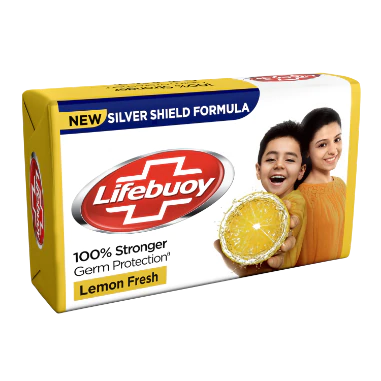 NEW SILVER SHIELD FORMULA
Lifebuoy
100% Stronger
Germ Protection#
Lemon Fresh